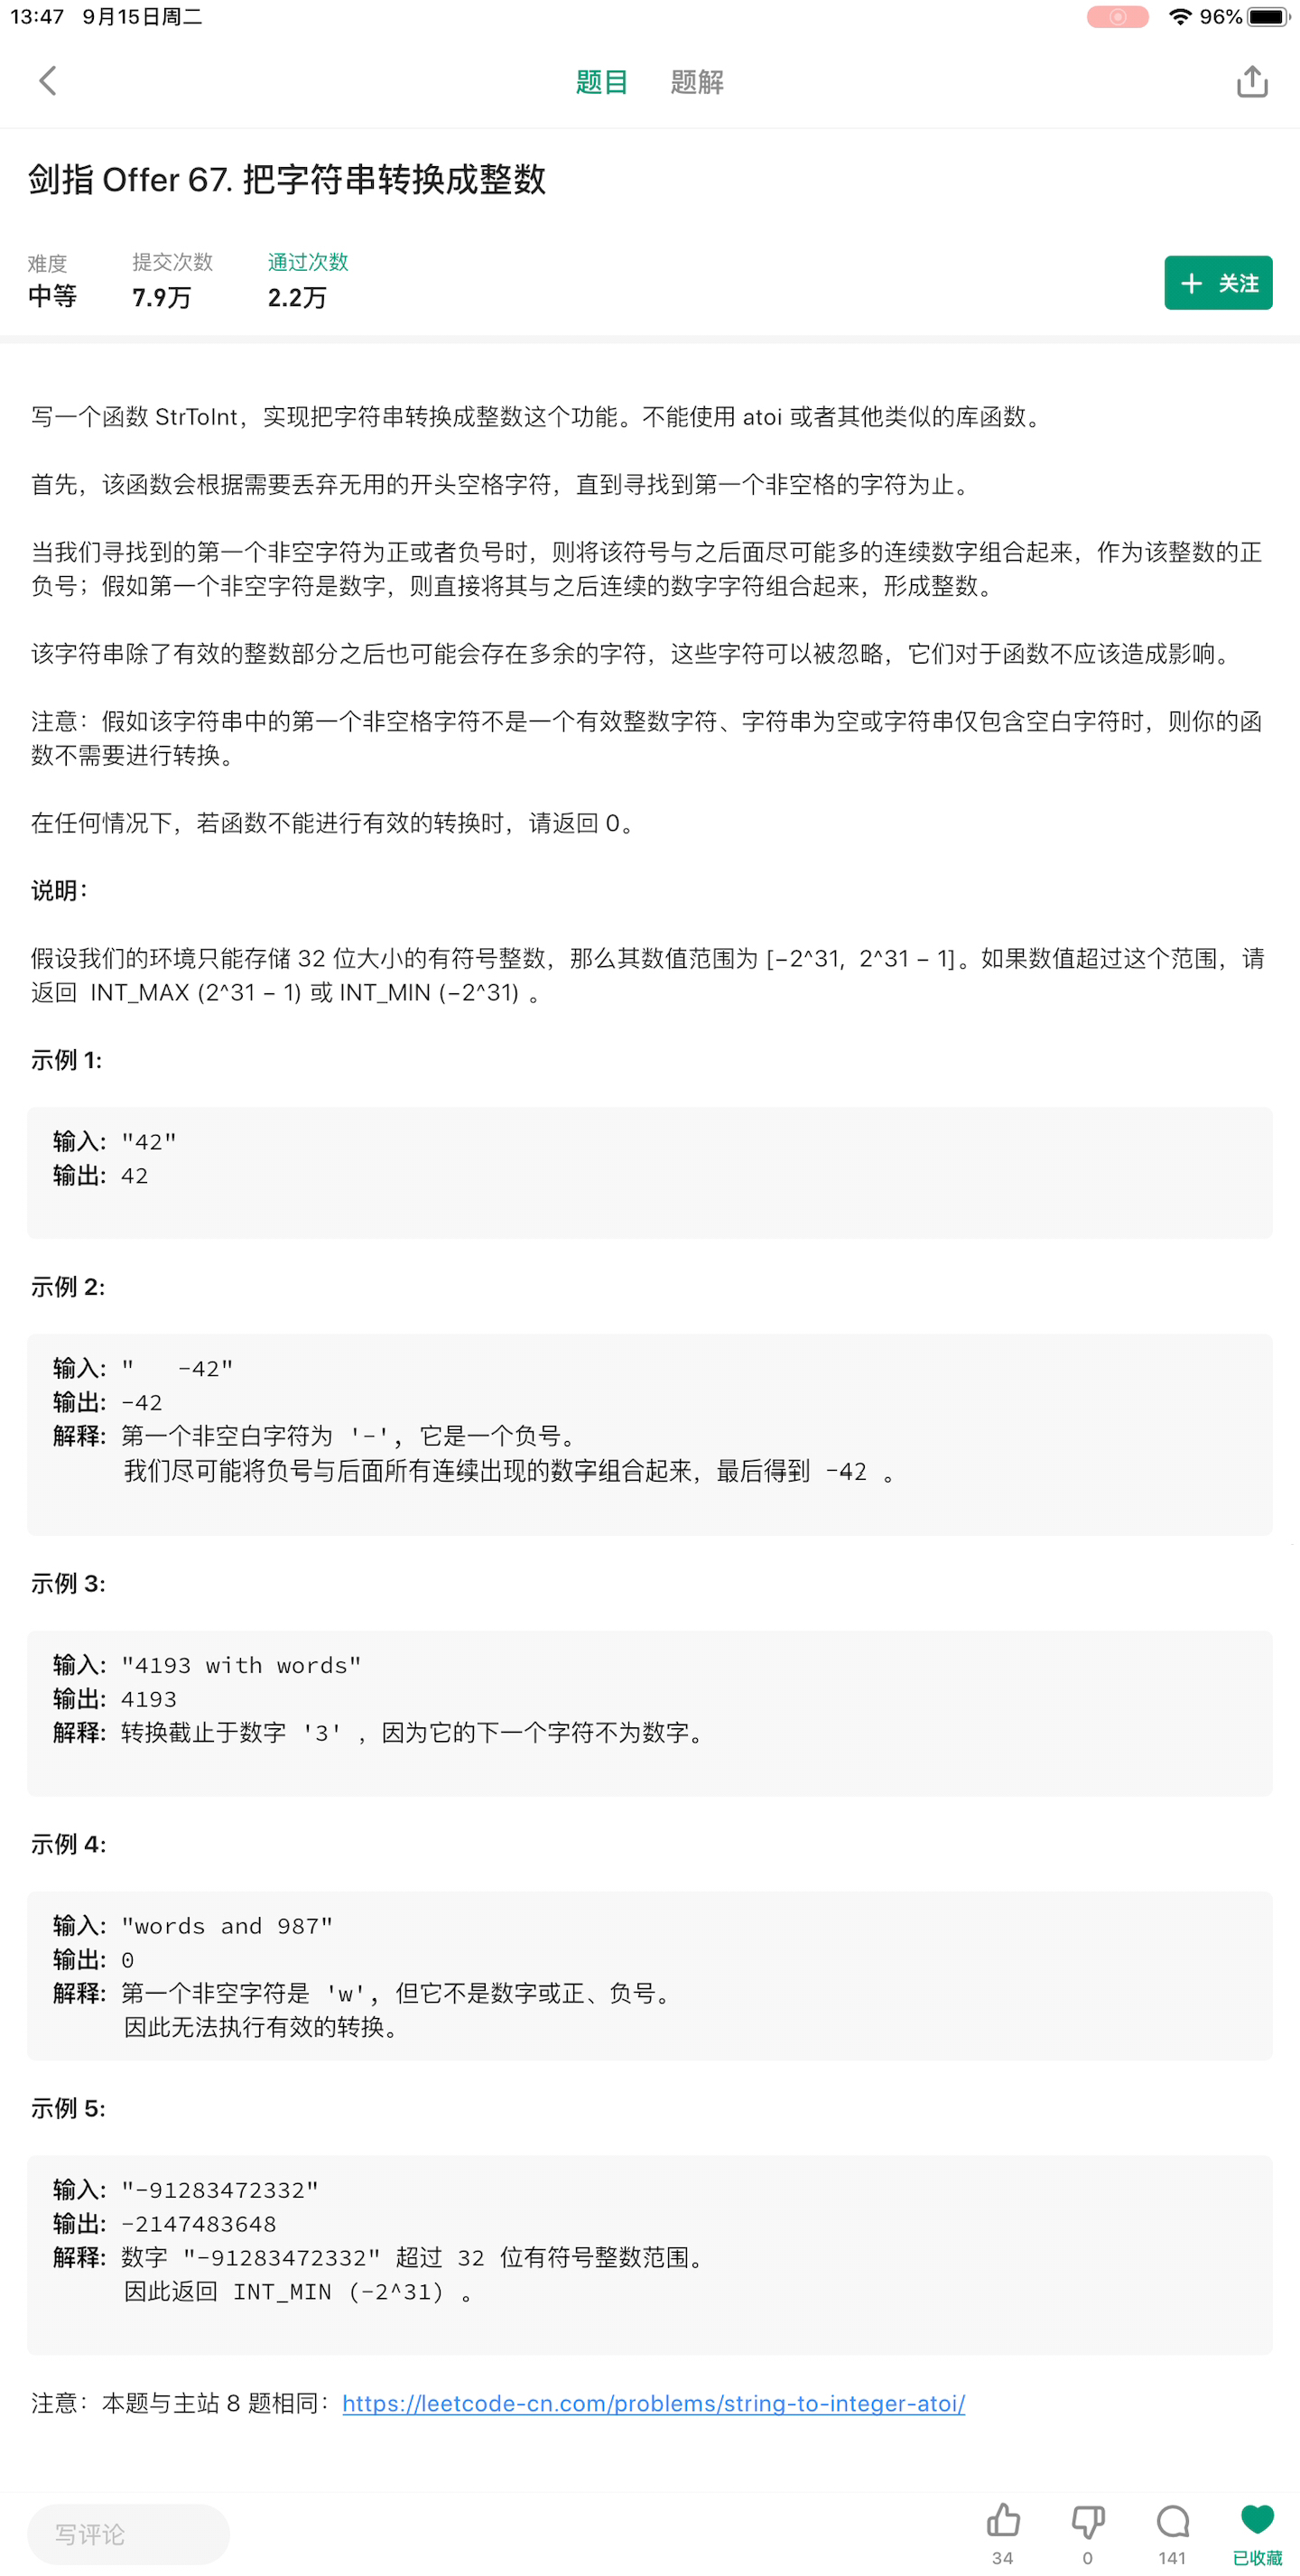 13:47 9月15日周二
96%
题目 题解
剑指 Offer 67. 把字符串转换成整数
难度 提交次数 通过次数
中等 7.9万 2.2万
关注
写一个函数 StrToInt，实现把字符串转换成整数这个功能。不能使用 atoi 或者其他类似的库函数。
首先，该函数会根据需要丢弃无用的开头空格字符，直到寻找到第一个非空格的字符为止。
当我们寻找到的第一个非空字符为正或者负号时，则将该符号与之后面尽可能多的连续数字组合起来，作为该整数的正
负号；假如第一个非空字符是数字，则直接将其与之后连续的数字字符组合起来，形成整数。
该字符串除了有效的整数部分之后也可能会存在多余的字符，这些字符可以被忽略，它们对于函数不应该造成影响。
注意：假如该字符串中的第一个非空格字符不是一个有效整数字符、字符串为空或字符串仅包含空白字符时，则你的函
数不需要进行转换。
在任何情况下，若函数不能进行有效的转换时，请返回 0。
说明：
假设我们的环境只能存储 32 位大小的有符号整数，那么其数值范围为 [−2^31, 2^31 − 1]。如果数值超过这个范围，请
返回 INT_MAX (2^31 − 1) 或 INT_MIN (−2^31) 。
示例 1:
输入: "42"
输出: 42
示例 2:
输入: "   -42"
输出: -42
解释: 第一个非空白字符为 '-', 它是一个负号。
我们尽可能将负号与后面所有连续出现的数字组合起来，最后得到 -42 。
示例 3:
输入: "4193 with words"
输出: 4193
解释: 转换截止于数字 '3' ，因为它的下一个字符不为数字。
示例 4:
输入: "words and 987"
输出: 0
解释: 第一个非空字符是 'w', 但它不是数字或正、负号。
因此无法执行有效的转换。
示例 5:
输入: "-91283472332"
输出: -2147483648
解释: 数字 "-91283472332" 超过 32 位有符号整数范围。
因此返回 INT_MIN (−2^31) 。
注意：本题与主站 8 题相同：https://leetcode-cn.com/problems/string-to-integer-atoi/
写评论
34 0 141 已收藏